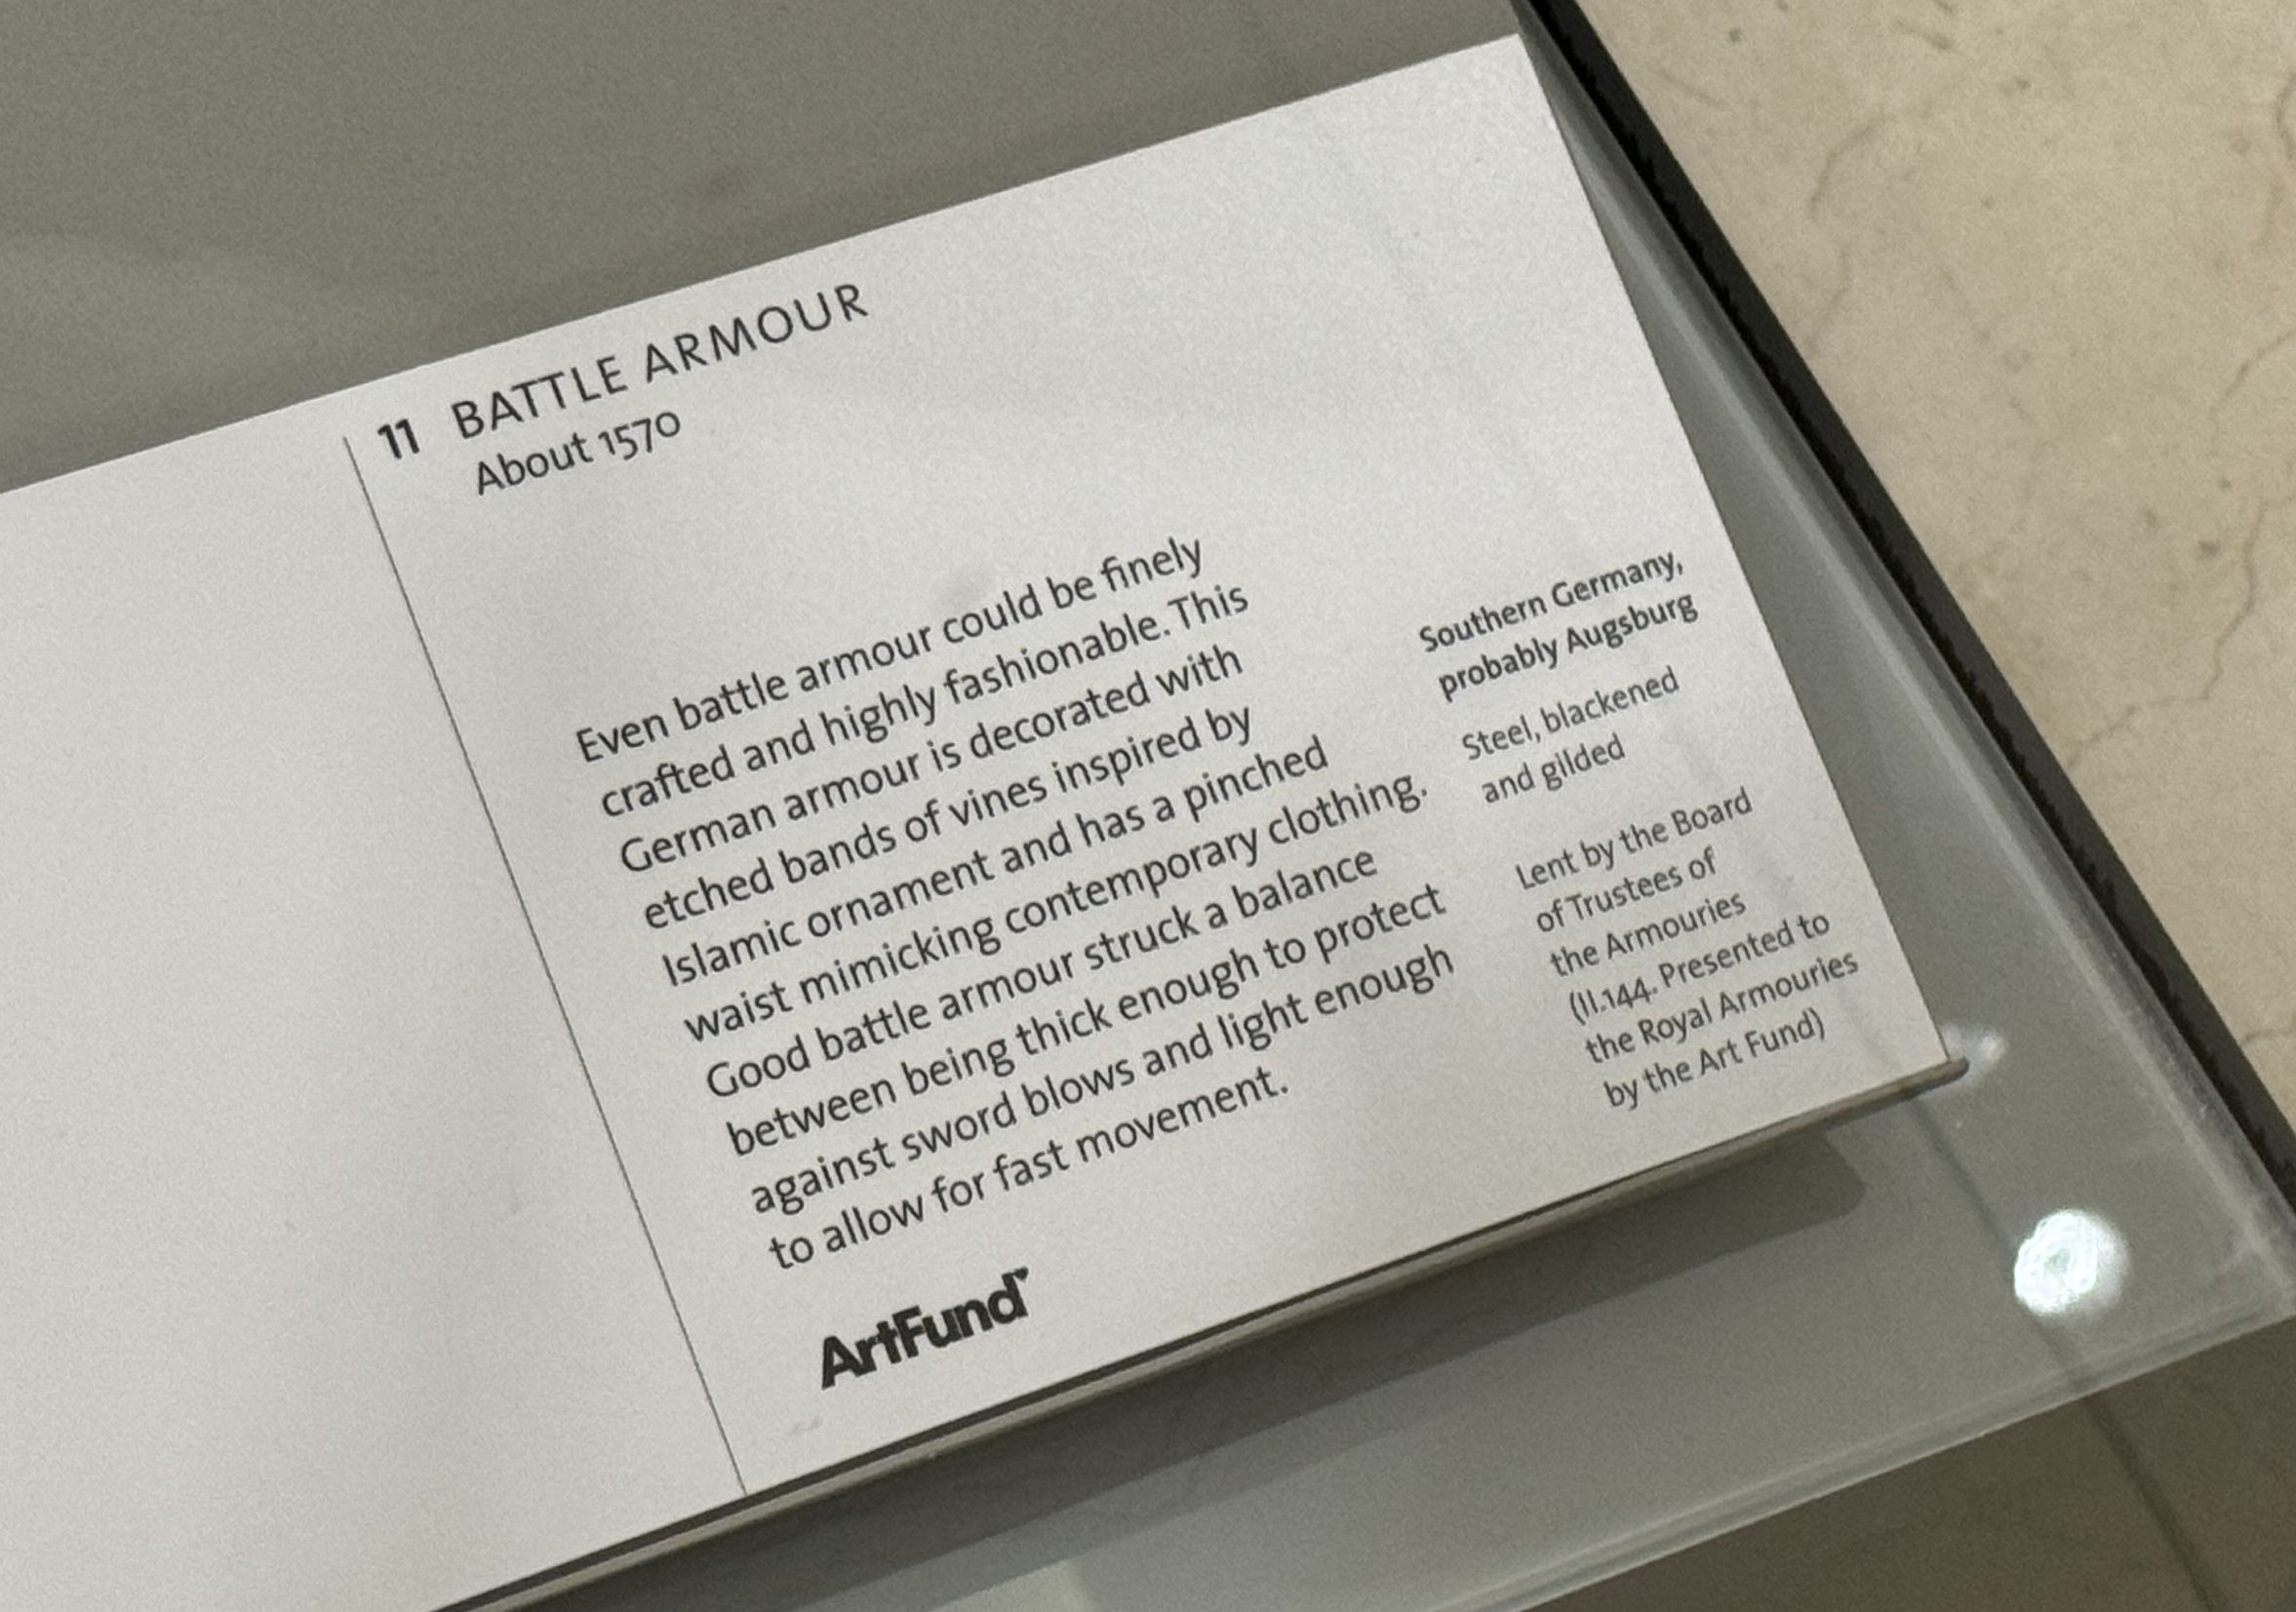 11 BATTLE ARMOUR
About 1570
Even battle armour could be finely
crafted and highly fashionable. This
German armour is decorated with
etched bands of vines inspired by
Islamic ornament and has a pinched
waist mimicking contemporary clothing.
Good battle armour struck a balance
between being thick enough to protect
against sword blows and light enough
to allow for fast movement.
Southern Germany,
probably Augsburg
Steel, blackened
and gilded
Lent by the Board
of Trustees of
the Armouries
(II.144. Presented to
the Royal Armouries
by the Art Fund)
ArtFund